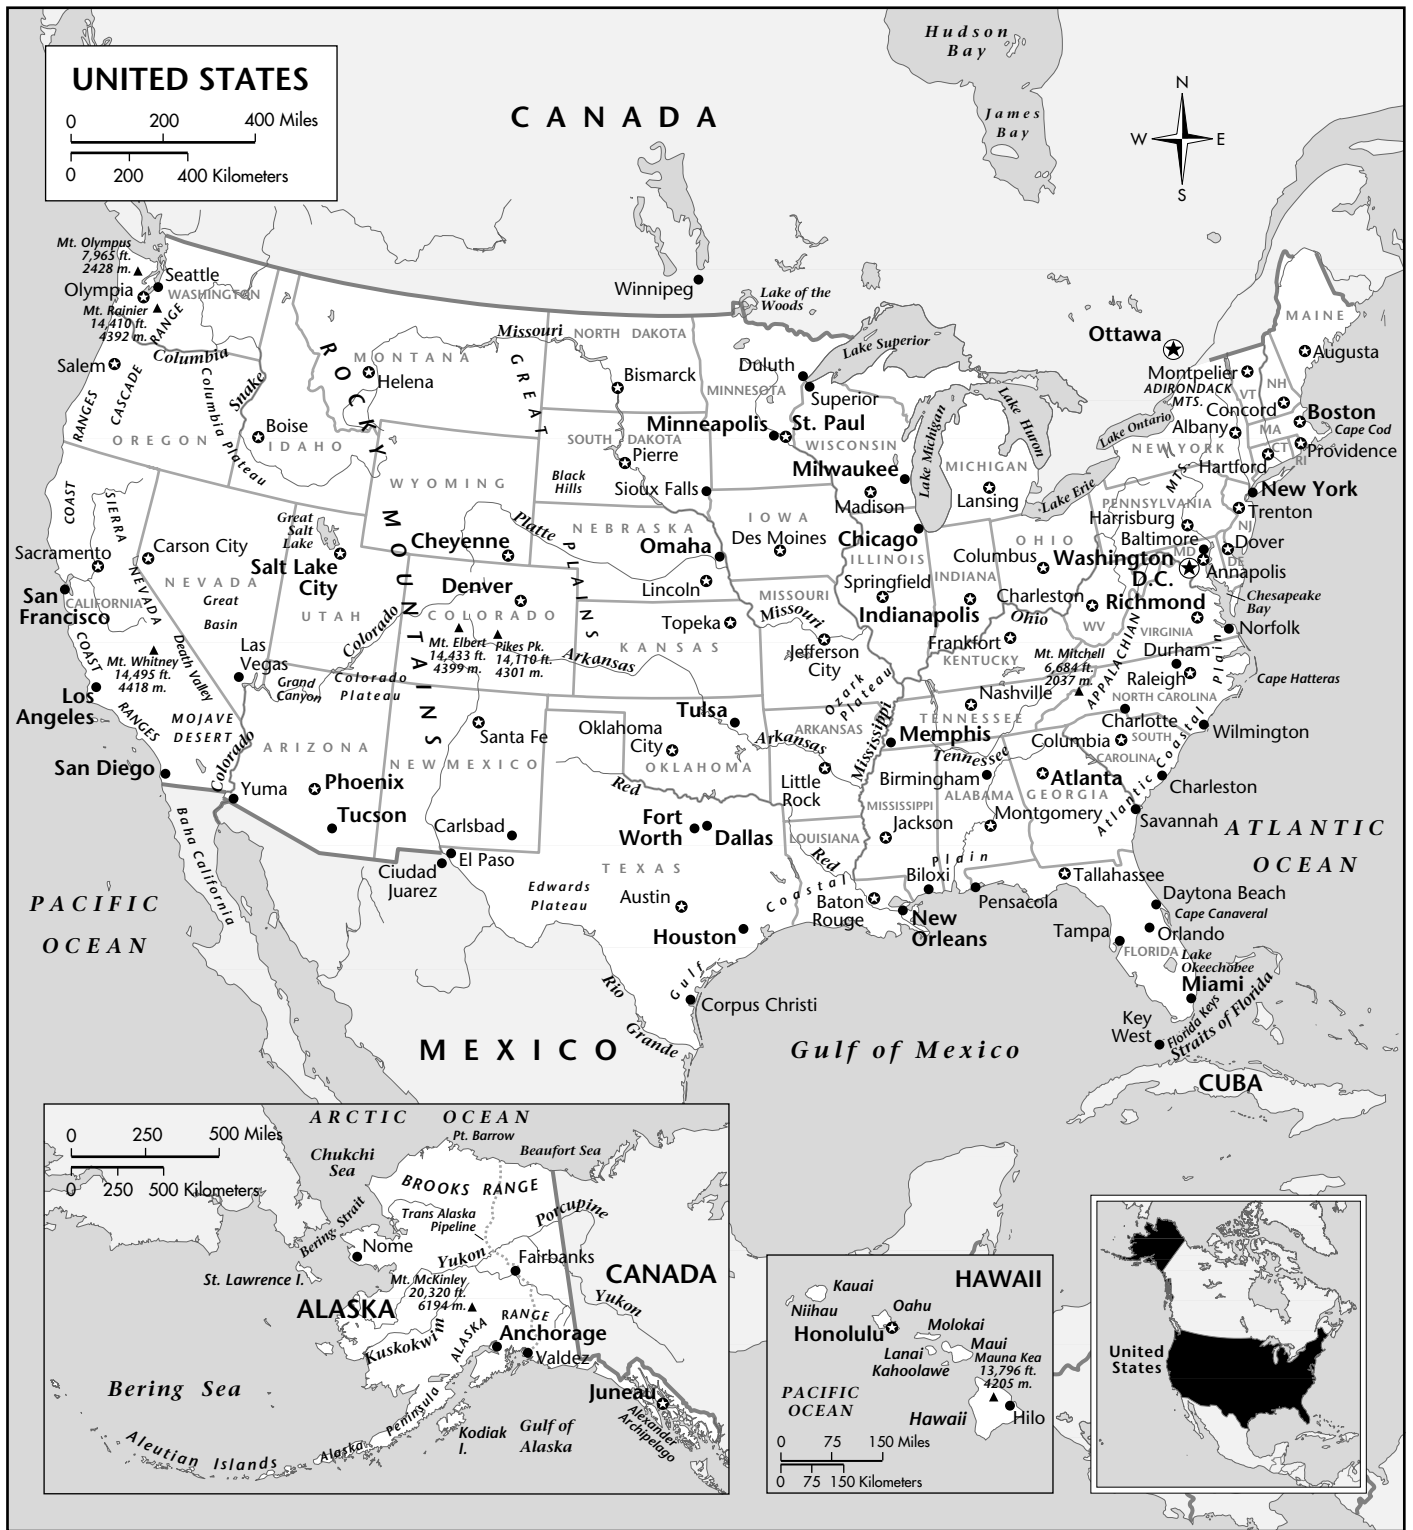 Hudson
Bay
UNITED STATES
0 200 400 Miles
0 200 400 Kilometers
CANADA
James
Bay
N
W E
S
Mt. Olympus
7,965 ft.
2428 m.
Seattle
Olympia
WASHINGTON
Mt. Rainier
14,410 ft.
4392 m.
CASCADE RANGE
Winnipeg
Lake of the
Woods
Missouri
NORTH DAKOTA
Ottawa
MAINE
Salem
Columbia
ROCKY MOUNTAINS
MONTANA
Helena
GREAT PLAINS
Bismarck
Duluth
Lake Superior
MINNESOTA
Superior
Montpelier
ADIRONDACK
MTS.
VT
NH
Augusta
COAST RANGES
Columbia Plateau
Snake
Boise
OREGON
IDAHO
SOUTH DAKOTA
Pierre
Minneapolis
St. Paul
WISCONSIN
Lake Michigan
Lake Huron
Lake Ontario
Concord
Albany
Boston
Cape Cod
MA
CT
RI
Providence
NEW YORK
Hartford
WYOMING
Black
Hills
Sioux Falls
Milwaukee
Madison
MICHIGAN
Lansing
Lake Erie
PENNSYLVANIA
New York
Trenton
Harrisburg
NJ
SIERRA NEVADA
Great
Salt
Lake
Platte
NEBRASKA
IOWA
Des Moines
Chicago
ILLINOIS
OHIO
Columbus
Baltimore
Washington
D.C.
MD
DE
Dover
Annapolis
Sacramento
Carson City
NEVADA
Great
Basin
Salt Lake
City
UTAH
Cheyenne
Denver
COLORADO
Omaha
Lincoln
Springfield
INDIANA
Indianapolis
Charleston
WV
Richmond
Chesapeake
Bay
San
Francisco
CALIFORNIA
COAST RANGES
Death Valley
Colorado
Mt. Elbert
14,433 ft.
4399 m.
Pikes Pk.
14,110 ft.
4301 m.
Arkansas
KANSAS
Topeka
MISSOURI
Missouri
Jefferson
City
Ohio
Frankfort
KENTUCKY
VIRGINIA
Norfolk
Mt. Whitney
14,495 ft.
4418 m.
Las
Vegas
Grand
Canyon
Colorado
Plateau
Ozark
Plateau
Mt. Mitchell
6,684 ft.
2037 m.
APPALACHIAN MTS.
Durham
Raleigh
NORTH CAROLINA
Cape Hatteras
Los
Angeles
MOJAVE
DESERT
Colorado
ARIZONA
Santa Fe
NEW MEXICO
Oklahoma
City
Tulsa
OKLAHOMA
Arkansas
ARKANSAS
Little
Rock
Mississippi
Memphis
Nashville
TENNESSEE
Tennessee
Charlotte
Columbia
SOUTH
CAROLINA
Wilmington
San Diego
Yuma
Phoenix
Tucson
Red
Birmingham
ALABAMA
Atlanta
GEORGIA
Charleston
Atlantic Coastal Plain
Savannah
ATLANTIC
OCEAN
Baha California
Carlsbad
El Paso
Ciudad
Juarez
Fort
Worth
Dallas
TEXAS
LOUISIANA
MISSISSIPPI
Jackson
Montgomery
Red
Gulf Coastal Plain
Tallahassee
PACIFIC
OCEAN
Edwards
Plateau
Austin
Baton
Rouge
Biloxi
Pensacola
Daytona Beach
Cape Canaveral
Houston
New
Orleans
Tampa
Orlando
FLORIDA
Lake
Okeechobee
Miami
Rio Grande
Corpus Christi
Key
West
Florida Keys
Straits of Florida
MEXICO
Gulf of Mexico
CUBA
ARCTIC OCEAN
0 250 500 Miles
0 250 500 Kilometers
Chukchi
Sea
Pt. Barrow
Beaufort Sea
BROOKS RANGE
Trans Alaska
Pipeline
Porcupine
Bering Strait
Nome
Yukon
Fairbanks
St. Lawrence I.
Mt. McKinley
20,320 ft.
6194 m.
CANADA
Yukon
ALASKA
ALASKA RANGE
Kuskokwim
Anchorage
Valdez
Bering Sea
Juneau
Alexander
Archipelago
Alaska Peninsula
Kodiak
I.
Gulf of
Alaska
Aleutian Islands
HAWAII
Kauai
Niihau
Oahu
Honolulu
Molokai
Lanai
Maui
Kahoolawe
Mauna Kea
13,796 ft.
4205 m.
PACIFIC
OCEAN
Hawaii
Hilo
0 75 150 Miles
0 75 150 Kilometers
United
States